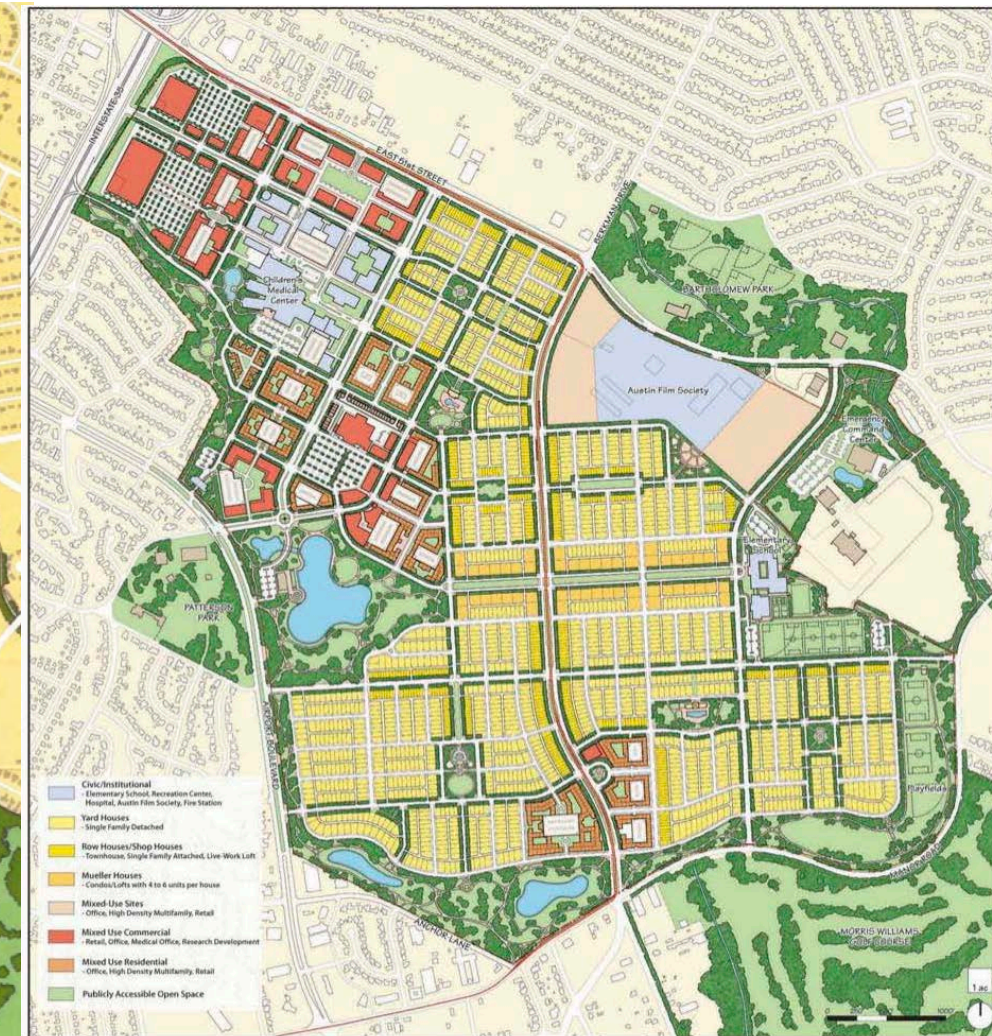 INTERSTATE 35
EAST 51st STREET
BERKMAN DRIVE
BARTHOLOMEW PARK
Children's
Medical
Center
Austin Film Society
Emergency
Command
Center
Elementary
School
PATTERSON
PARK
Playfields
MANOR ROAD
ANCHOR LANE
MORRIS WILLIAMS
GOLF COURSE
Civic/Institutional
- Elementary School, Recreation Center,
Hospital, Austin Film Society, Fire Station
Yard Houses
- Single Family Detached
Row Houses/Shop Houses
- Townhouse, Single Family Attached, Live-Work Loft
Mueller Houses
- Condos/Lofts with 4 to 6 units per house
Mixed-Use Sites
- Office, High Density Multifamily, Retail
Mixed Use Commercial
- Retail, Office, Medical Office, Research Development
Mixed Use Residential
- Office, High Density Multifamily, Retail
Publicly Accessible Open Space
1 ac
0
1000'